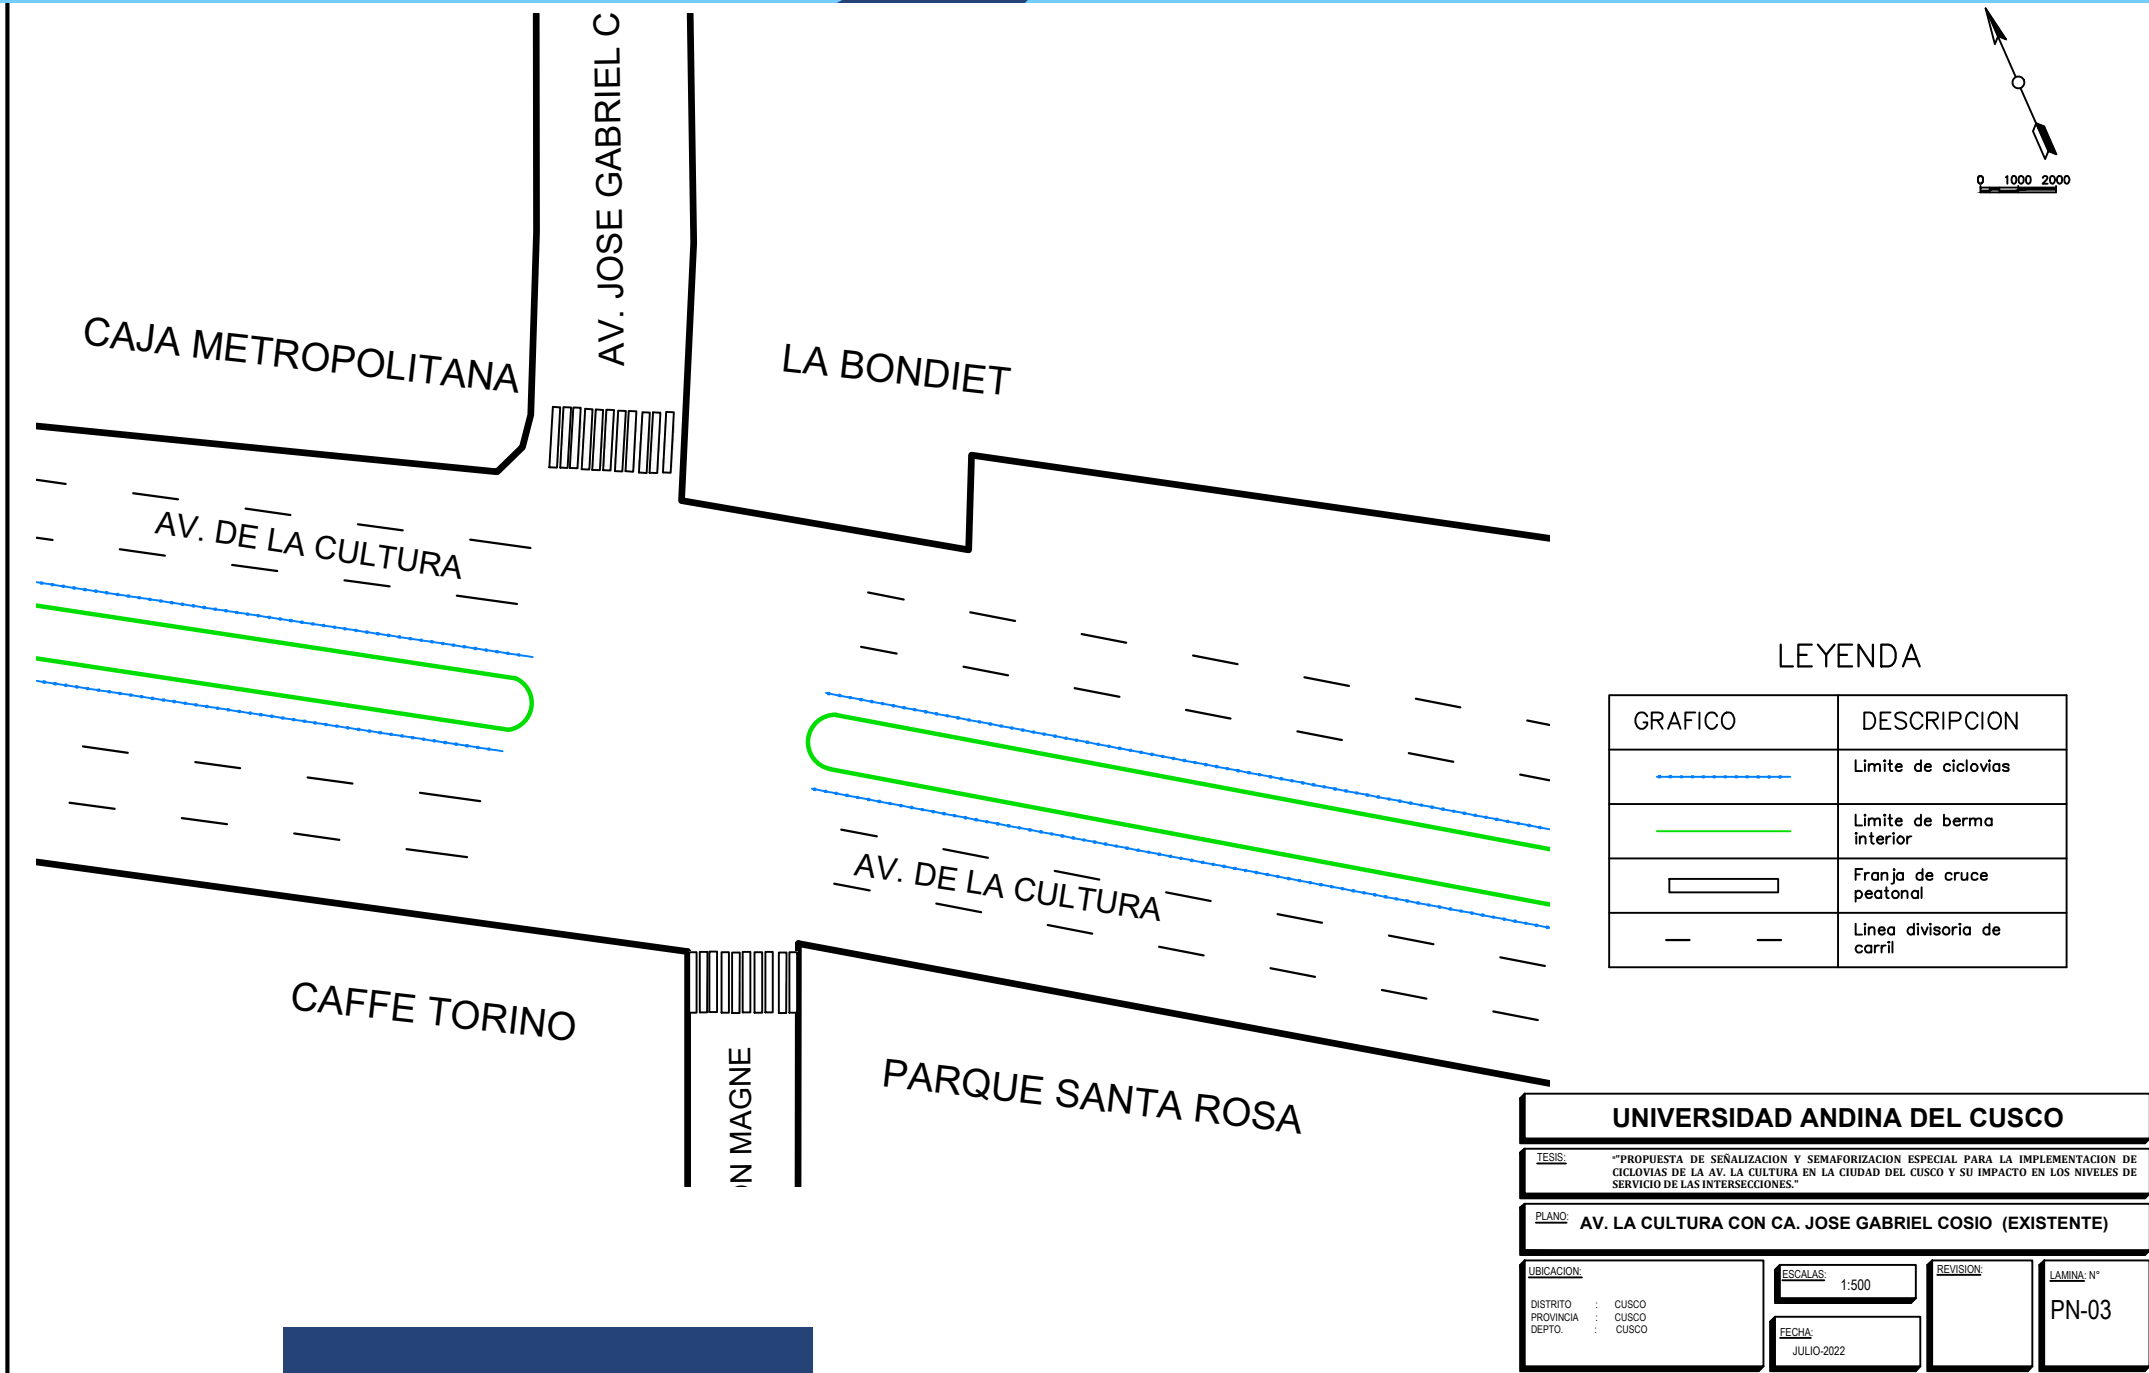 AV. JOSE GABRIEL C
0 1000 2000
CAJA METROPOLITANA
LA BONDIET
AV. DE LA CULTURA
AV. DE LA CULTURA
CAFFE TORINO
ON MAGNE
PARQUE SANTA ROSA
LEYENDA
GRAFICO DESCRIPCION
Limite de ciclovias
Limite de berma
interior
Franja de cruce
peatonal
Linea divisoria de
carril
UNIVERSIDAD ANDINA DEL CUSCO
TESIS: ""PROPUESTA DE SEÑALIZACION Y SEMAFORIZACION ESPECIAL PARA LA IMPLEMENTACION DE
CICLOVIAS DE LA AV. LA CULTURA EN LA CIUDAD DEL CUSCO Y SU IMPACTO EN LOS NIVELES DE
SERVICIO DE LAS INTERSECCIONES."
PLANO: AV. LA CULTURA CON CA. JOSE GABRIEL COSIO (EXISTENTE)
UBICACION:
DISTRITO : CUSCO
PROVINCIA : CUSCO
DEPTO. : CUSCO
ESCALAS: 1:500
FECHA:
JULIO-2022
REVISION:
LAMINA: N°
PN-03